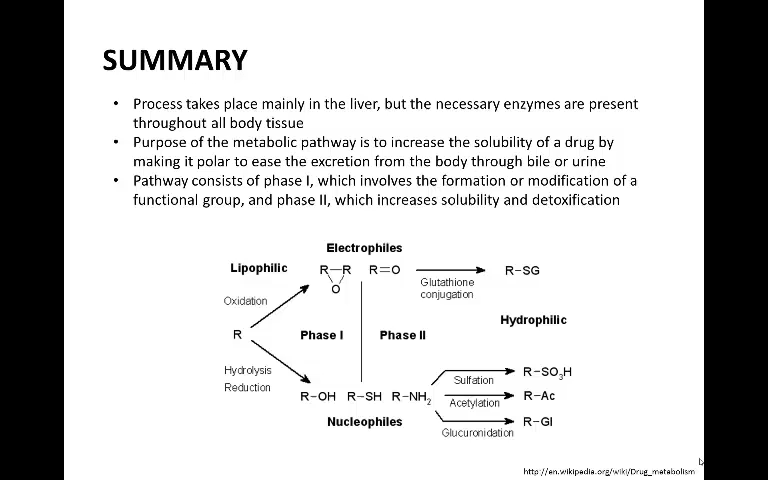 SUMMARY
• Process takes place mainly in the liver, but the necessary enzymes are present
throughout all body tissue
• Purpose of the metabolic pathway is to increase the solubility of a drug by
making it polar to ease the excretion from the body through bile or urine
• Pathway consists of phase I, which involves the formation or modification of a
functional group, and phase II, which increases solubility and detoxification
Electrophiles
Lipophilic
R—R R=O
O
R-SG
Glutathione
conjugation
Oxidation
Hydrophilic
R
Phase I
Phase II
Hydrolysis
Reduction
R-OH R-SH R-NH2
Sulfation
R-SO3H
Acetylation
R-Ac
Glucuronidation
R-Gl
Nucleophiles
http://en.wikipedia.org/wiki/Drug_metabolism